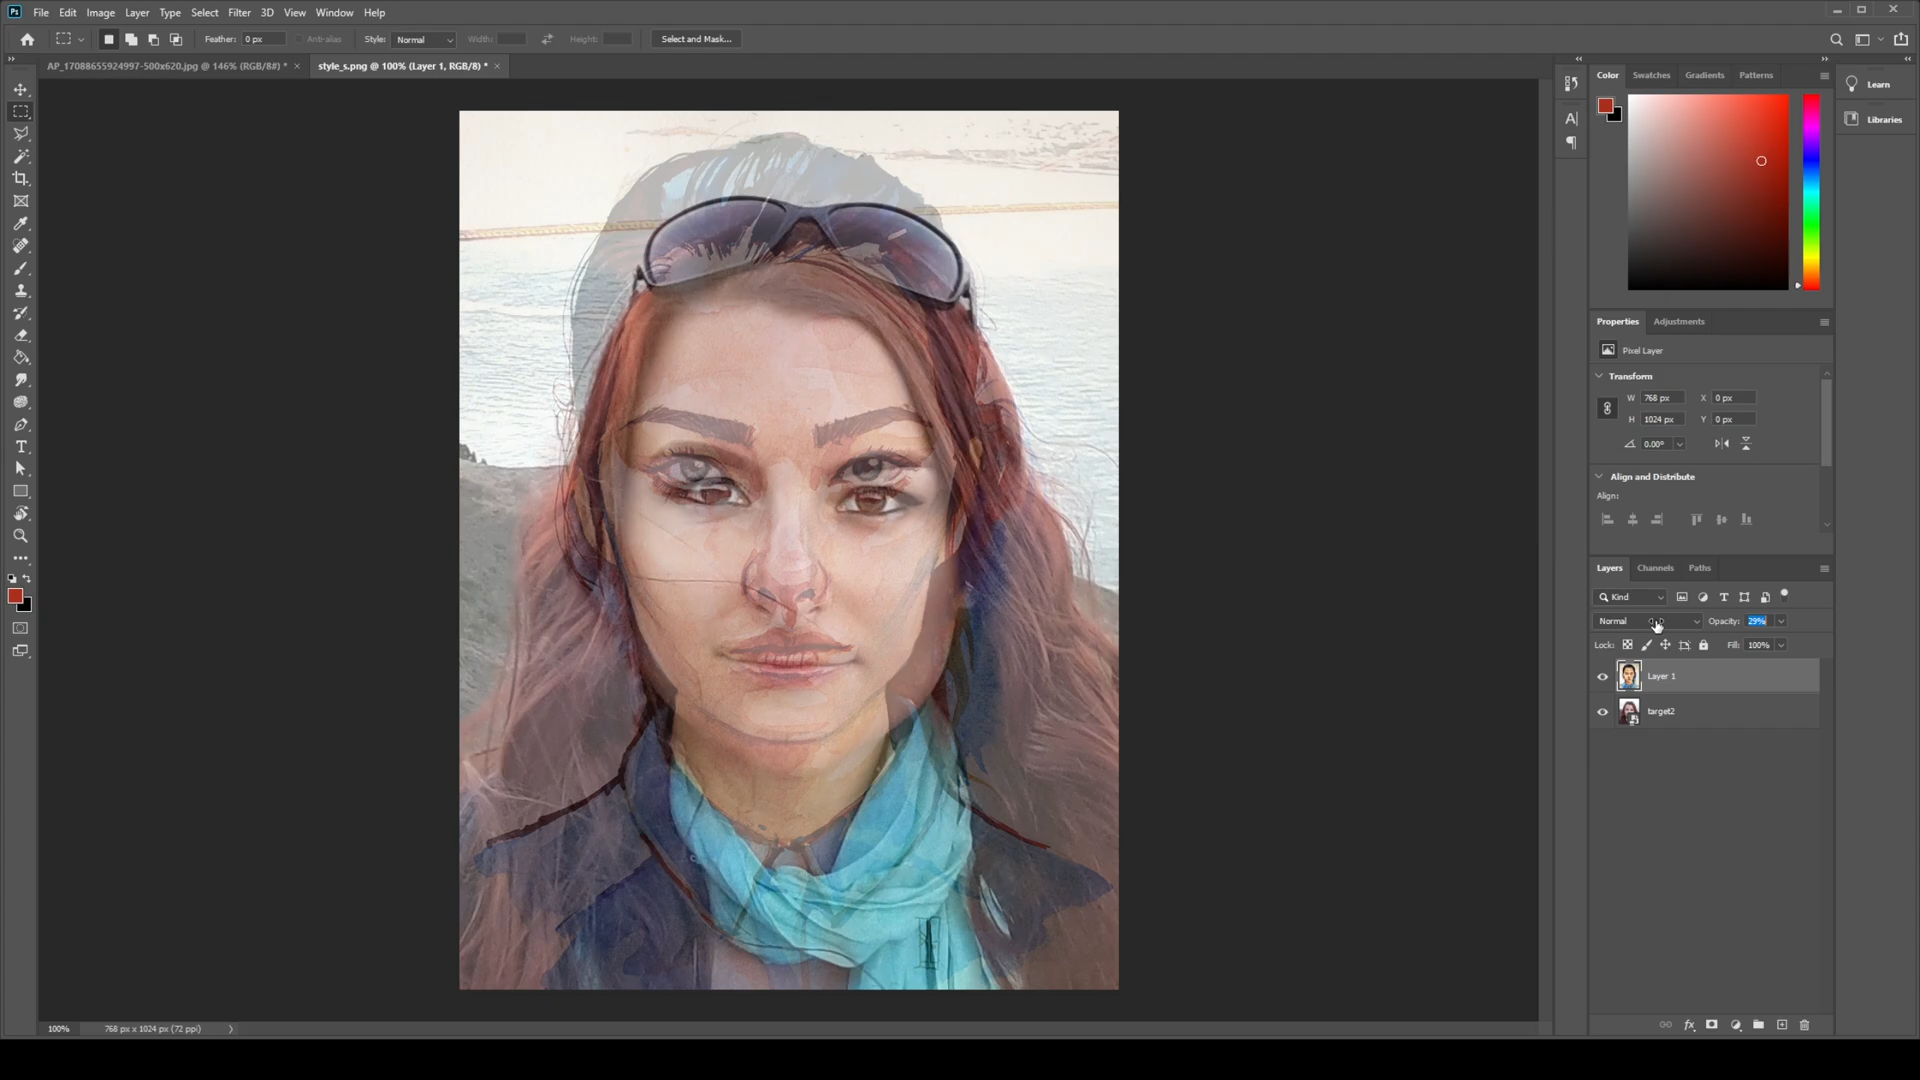 Ps File Edit Image Layer Type Select Filter 3D View Window Help
Feather: 0 px Anti-alias Style: Normal Width: Height: Select and Mask...
AP_17088655924997-500x620.jpg @ 146% (RGB/8#) * × style_s.png @ 100% (Layer 1, RGB/8) * ×
Color Swatches Gradients Patterns
Learn
Libraries
Properties Adjustments
Pixel Layer
Transform
W 768 px X 0 px
H 1024 px Y 0 px
0.00°
Align and Distribute
Align:
Layers Channels Paths
Kind
Normal Opacity: 29%
Lock: Fill: 100%
Layer 1
target2
100% 768 px x 1024 px (72 ppi)